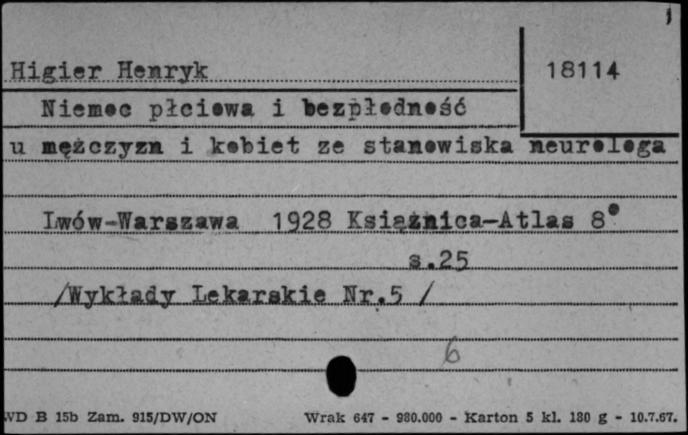 1
Higier Henryk 18114
Niemoc płciowa i bezpłodność
u mężczyzn i kobiet ze stanowiska neurologa
Lwów-Warszawa 1928 Książnica-Atlas 8°
s.25
/Wykłady Lekarskie Nr.5 /
6
WD B 15b Zam. 915/DW/ON Wrak 647 - 980.000 - Karton 5 kl. 180 g - 10.7.67.